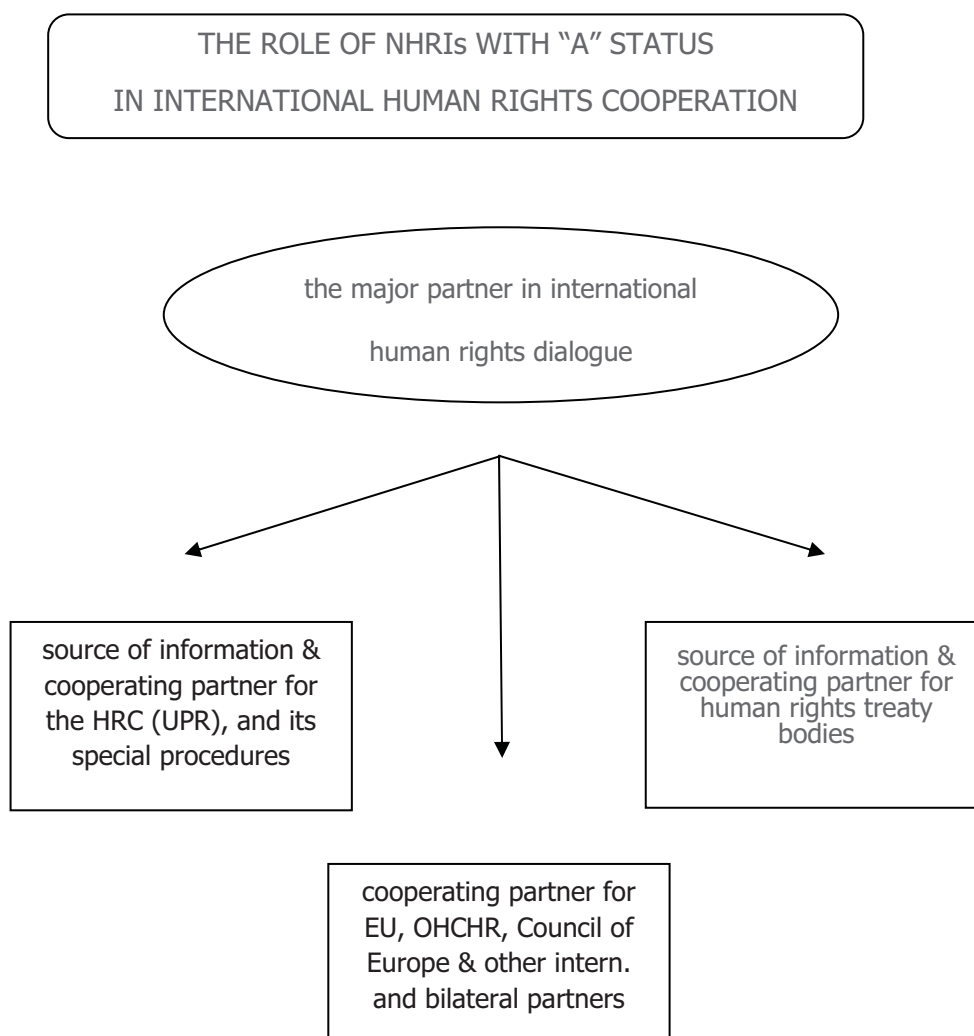 THE ROLE OF NHRIs WITH “A” STATUS
IN INTERNATIONAL HUMAN RIGHTS COOPERATION
the major partner in international
human rights dialogue
source of information &
cooperating partner for
the HRC (UPR), and its
special procedures
source of information &
cooperating partner for
human rights treaty
bodies
cooperating partner for
EU, OHCHR, Council of
Europe & other intern.
and bilateral partners